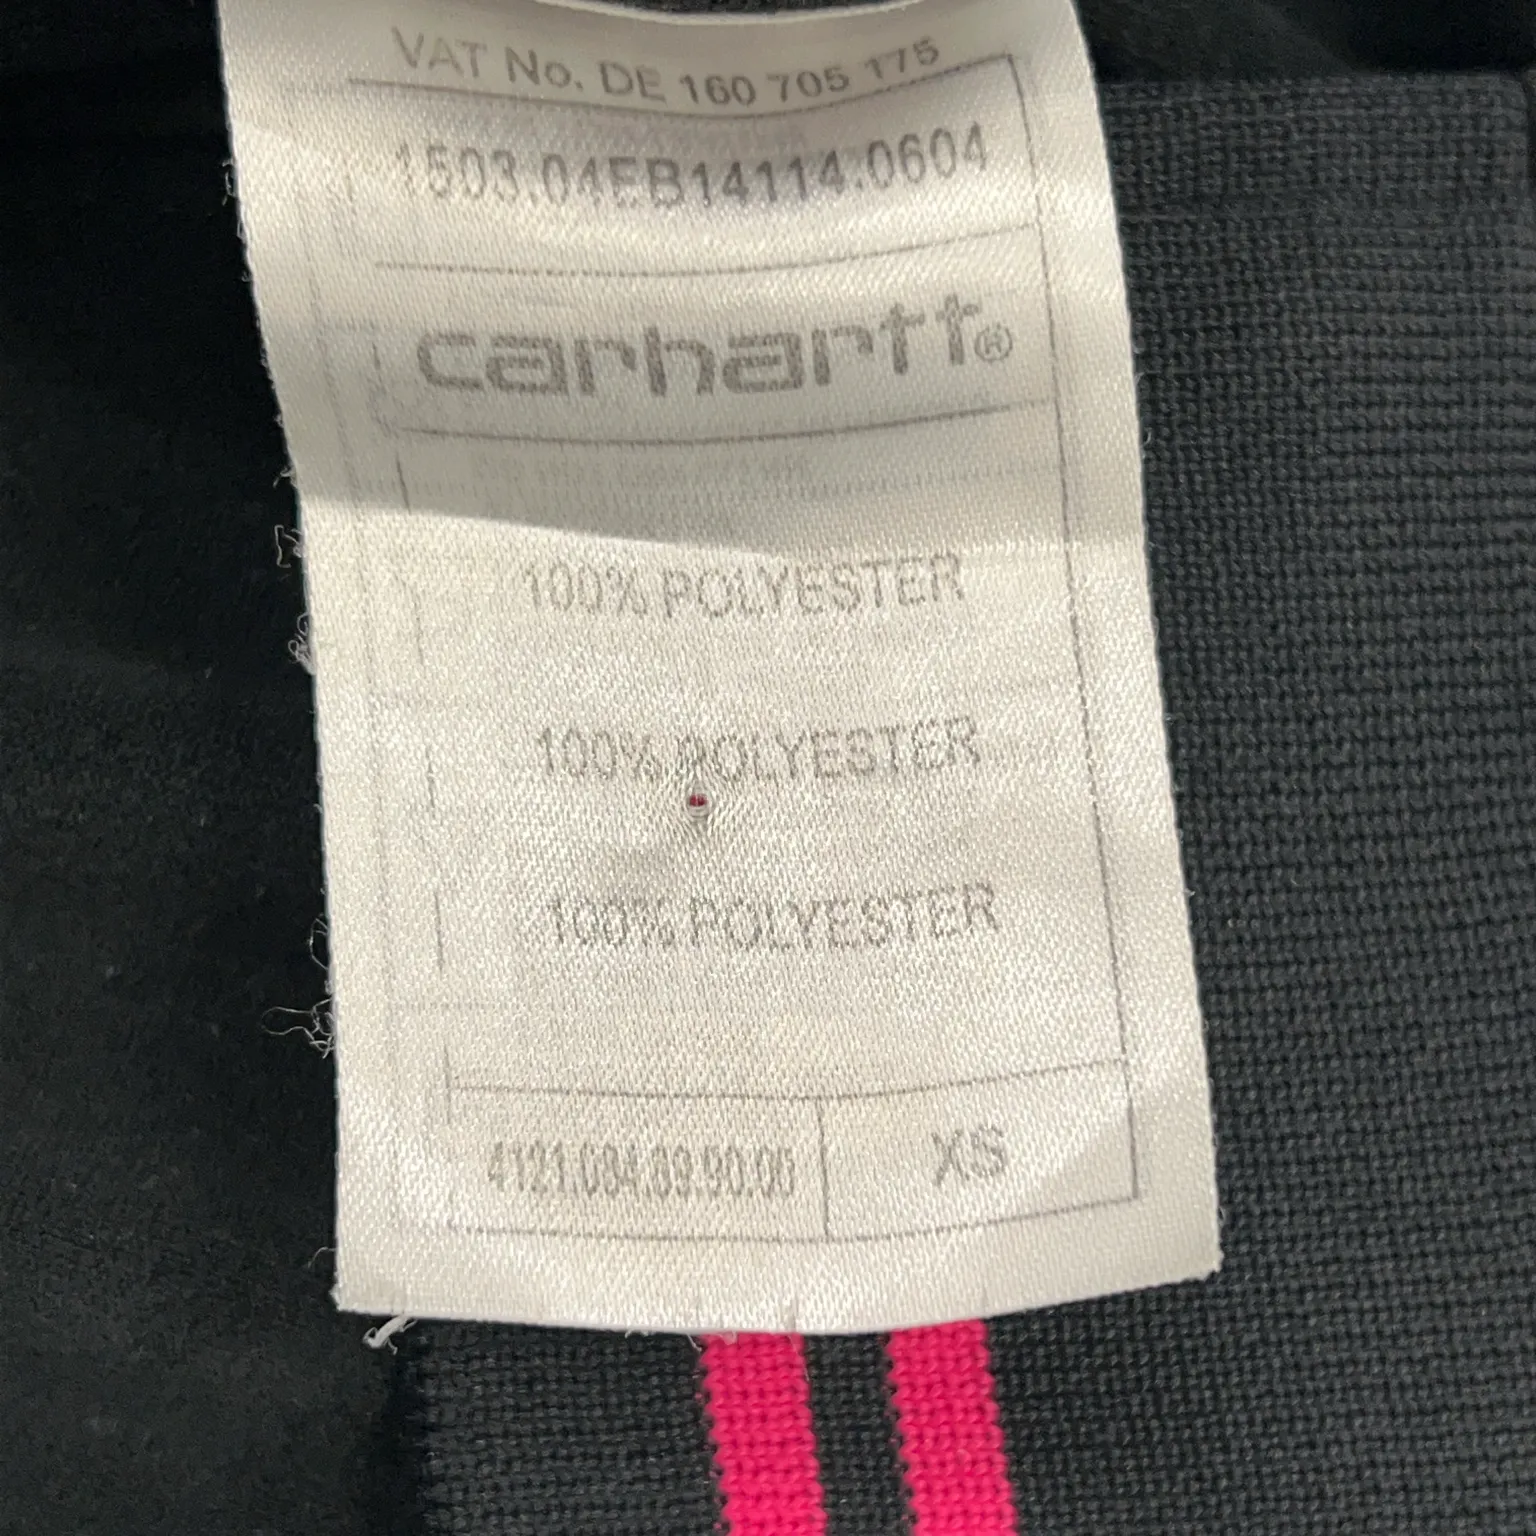 VAT No. DE 160 705 175
1503.04EB14114.0604
carhartt®
100% POLYESTER
100% POLYESTER
100% POLYESTER
4121.084.89.90.00
XS